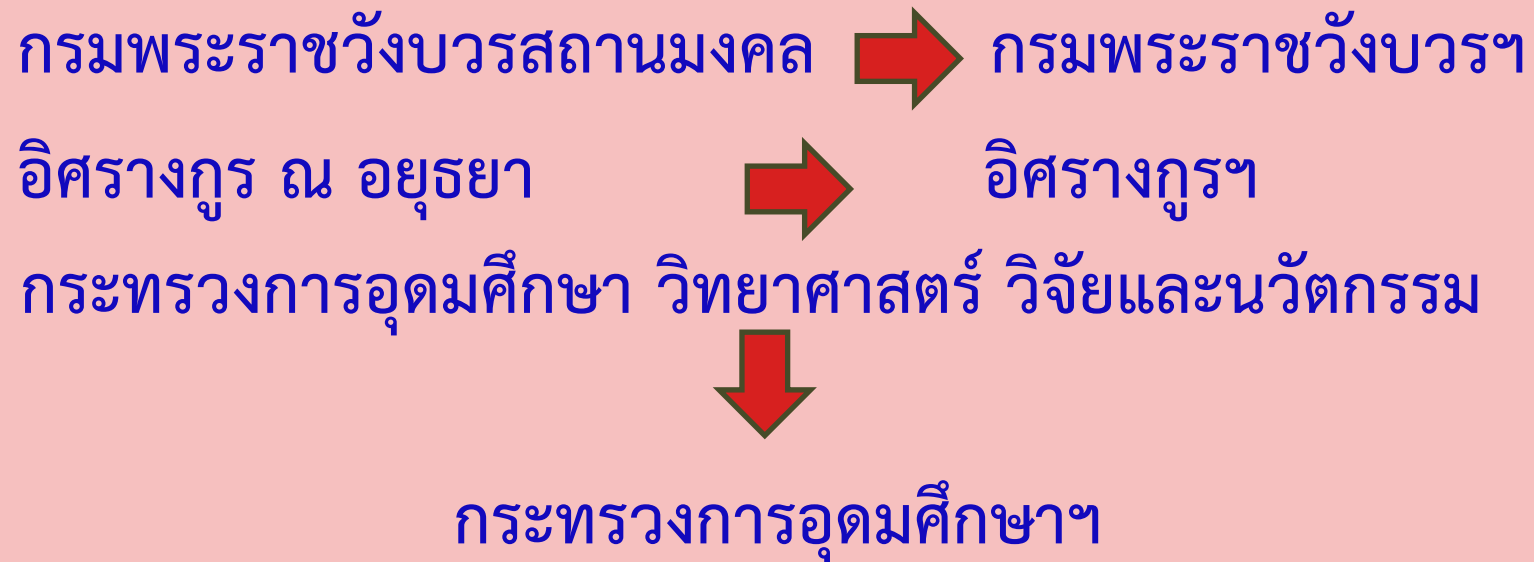 กรมพระราชวังบวรสถานมงคล กรมพระราชวังบวรฯ
อิศรางกูร ณ อยุธยา อิศรางกูรฯ
กระทรวงการอุดมศึกษา วิทยาศาสตร์ วิจัยและนวัตกรรม
กระทรวงการอุดมศึกษาฯ